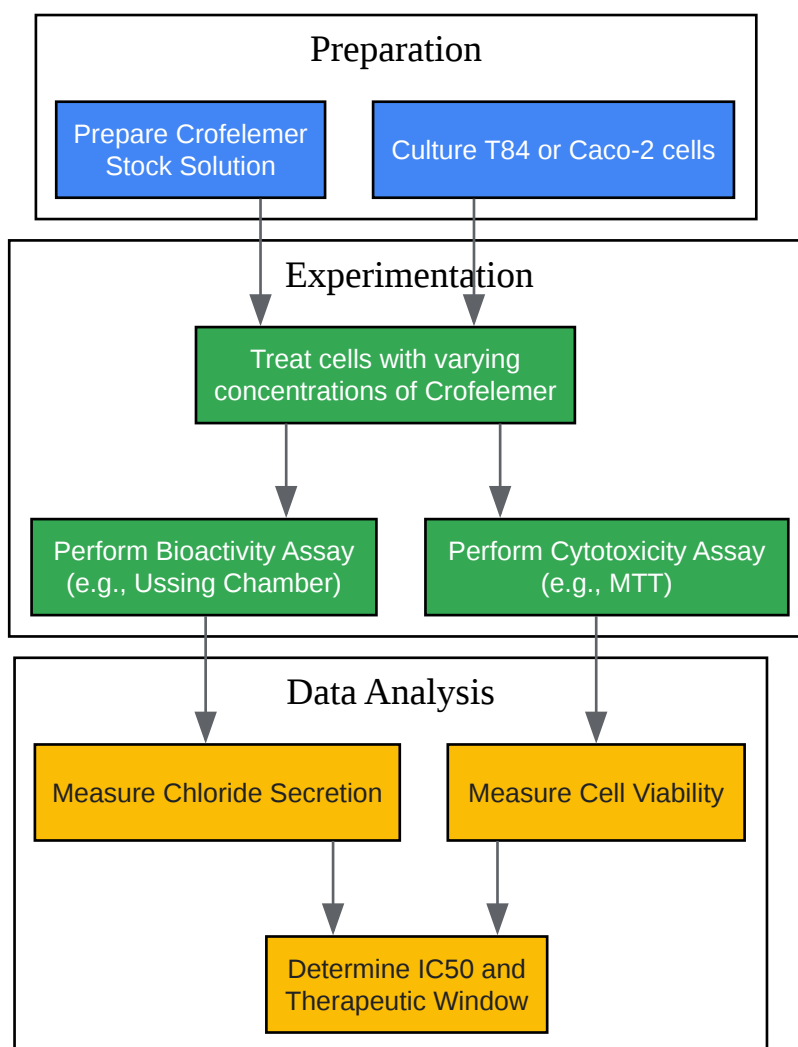 Preparation
Prepare Crofelemer
Stock Solution
Culture T84 or Caco-2 cells
Experimentation
Treat cells with varying
concentrations of Crofelemer
Perform Bioactivity Assay
(e.g., Ussing Chamber)
Perform Cytotoxicity Assay
(e.g., MTT)
Data Analysis
Measure Chloride Secretion
Measure Cell Viability
Determine IC50 and
Therapeutic Window